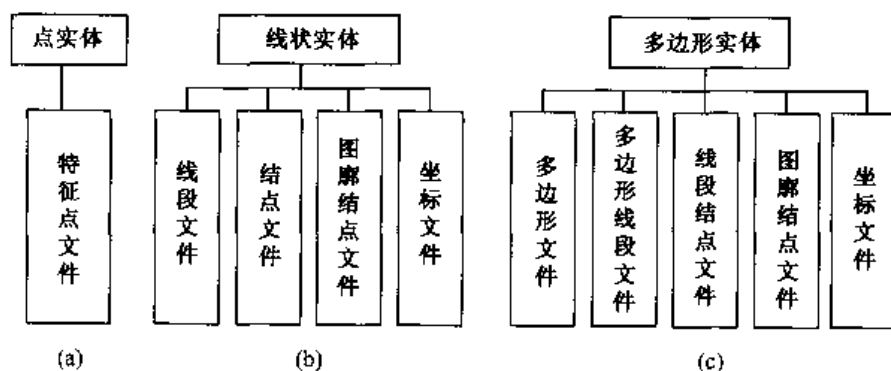 点实体
线状实体
多边形实体
特征点文件
线段文件
结点文件
图廓结点文件
坐标文件
多边形文件
多边形线段文件
线段结点文件
图廓结点文件
坐标文件
(a)
(b)
(c)